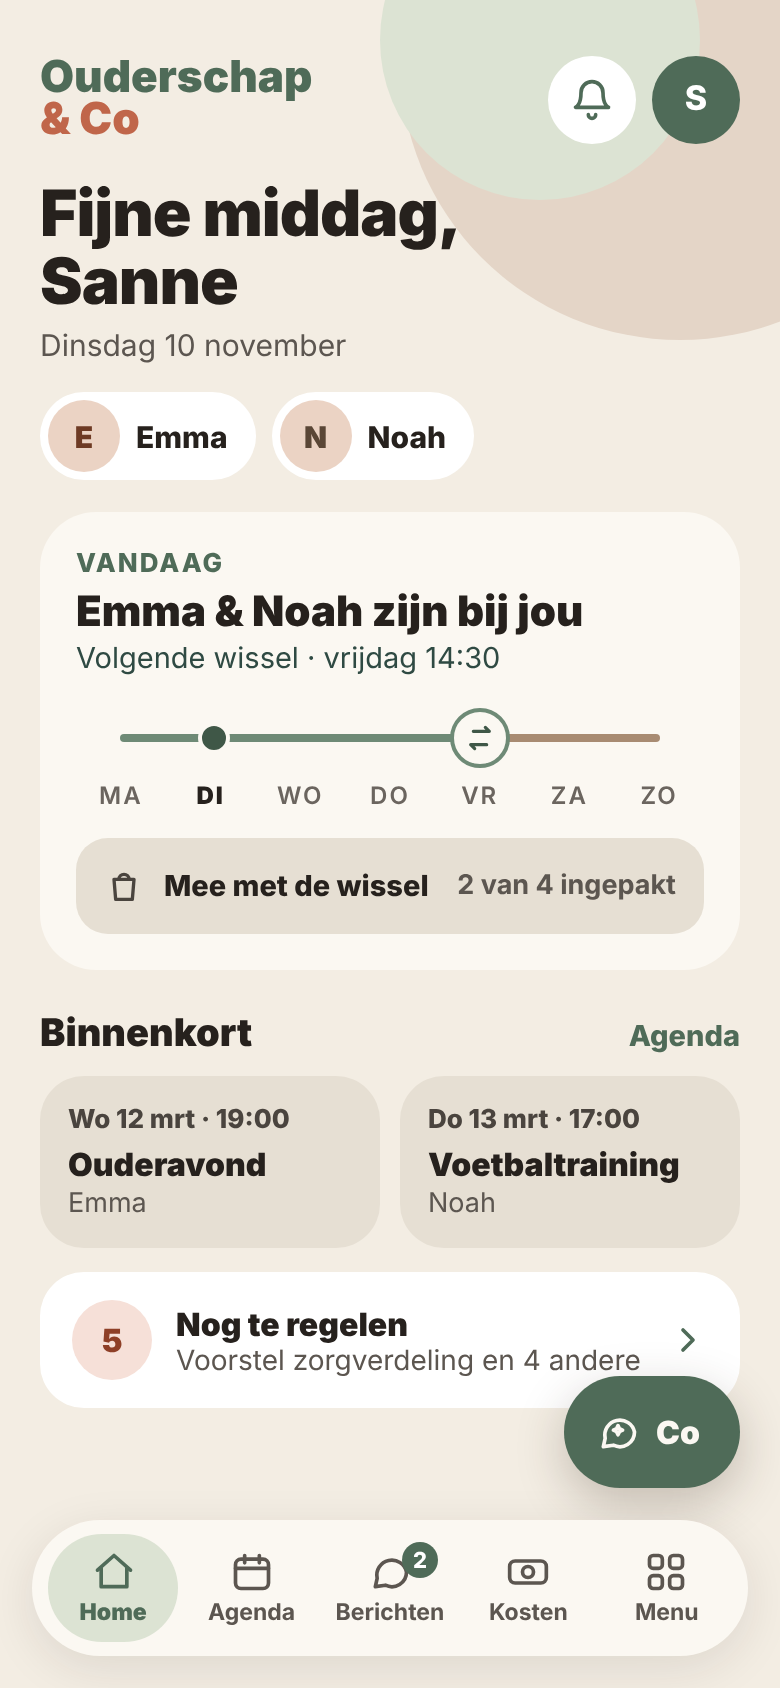 Ouderschap
& Co
S
Fijne middag,
Sanne
Dinsdag 10 november
E Emma N Noah
VANDAAG
Emma & Noah zijn bij jou
Volgende wissel · vrijdag 14:30
MA DI WO DO VR ZA ZO
Mee met de wissel 2 van 4 ingepakt
Binnenkort Agenda
Wo 12 mrt · 19:00
Ouderavond
Emma
Do 13 mrt · 17:00
Voetbaltraining
Noah
5
Nog te regelen
Voorstel zorgverdeling en 4 andere
Co
2
Home Agenda Berichten Kosten Menu